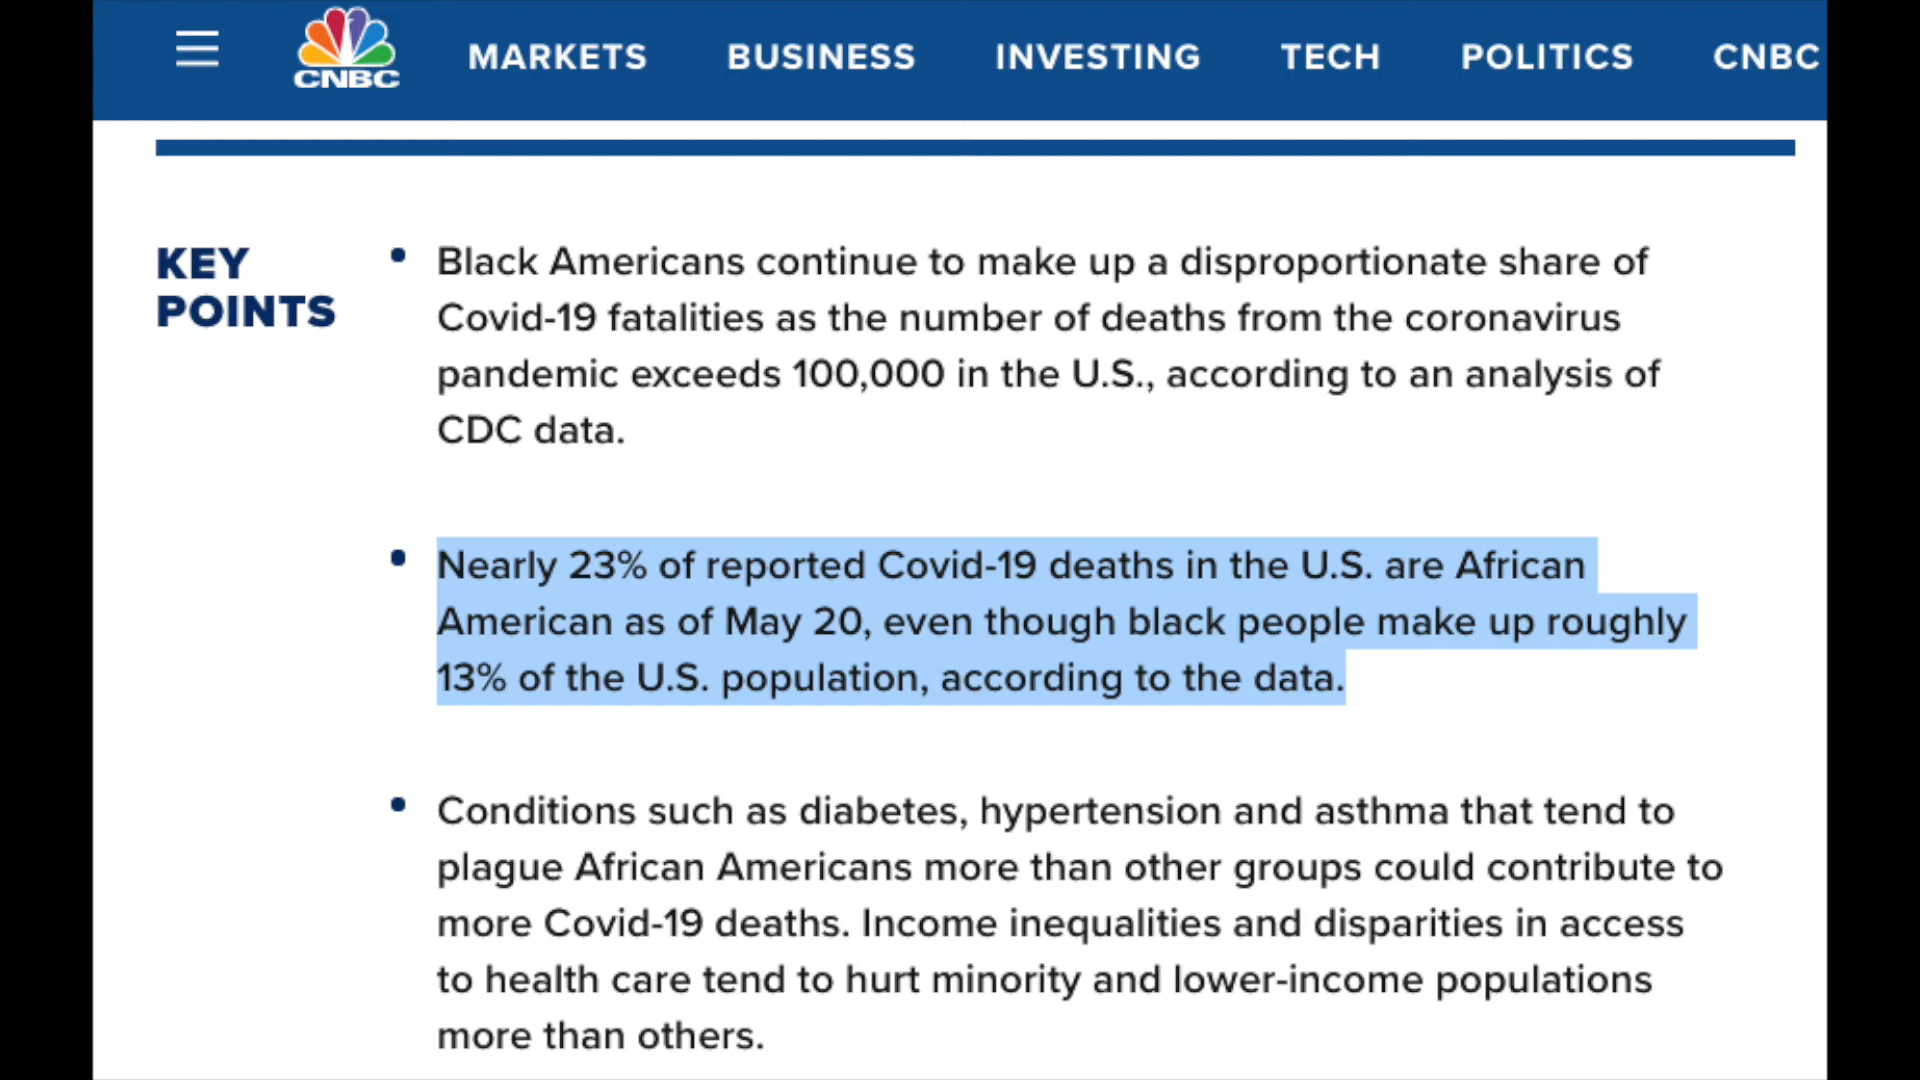 CNBC MARKETS BUSINESS INVESTING TECH POLITICS CNBC
KEY
POINTS
Black Americans continue to make up a disproportionate share of
Covid-19 fatalities as the number of deaths from the coronavirus
pandemic exceeds 100,000 in the U.S., according to an analysis of
CDC data.
Nearly 23% of reported Covid-19 deaths in the U.S. are African
American as of May 20, even though black people make up roughly
13% of the U.S. population, according to the data.
Conditions such as diabetes, hypertension and asthma that tend to
plague African Americans more than other groups could contribute to
more Covid-19 deaths. Income inequalities and disparities in access
to health care tend to hurt minority and lower-income populations
more than others.